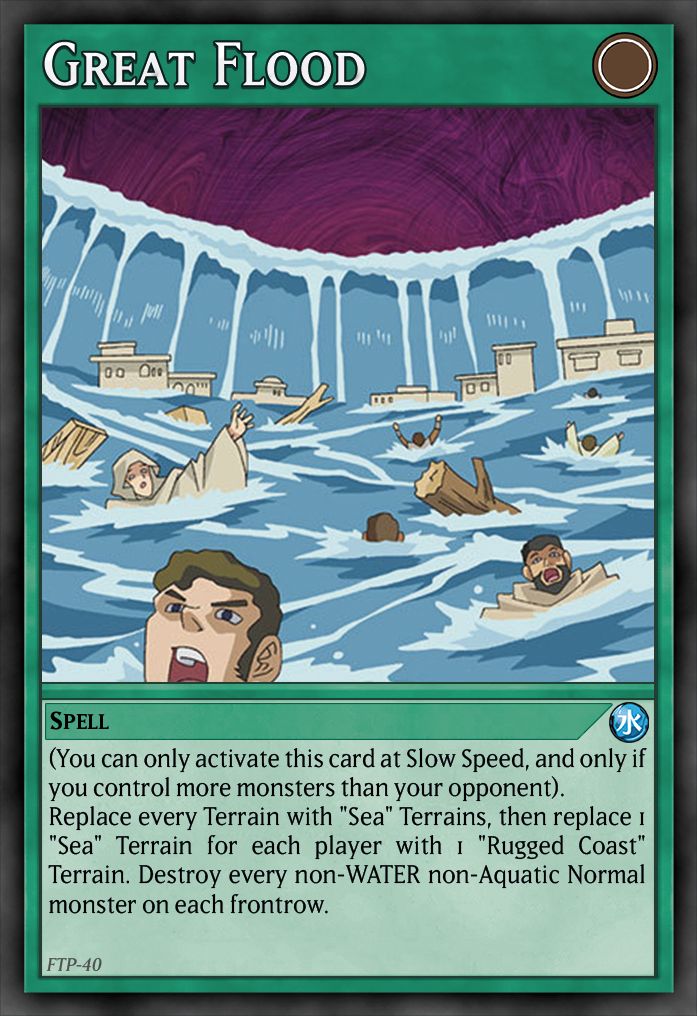 Great Flood
Spell
水
(You can only activate this card at Slow Speed, and only if
you control more monsters than your opponent).
Replace every Terrain with "Sea" Terrains, then replace 1
"Sea" Terrain for each player with 1 "Rugged Coast"
Terrain. Destroy every non-WATER non-Aquatic Normal
monster on each frontrow.
FTP-40